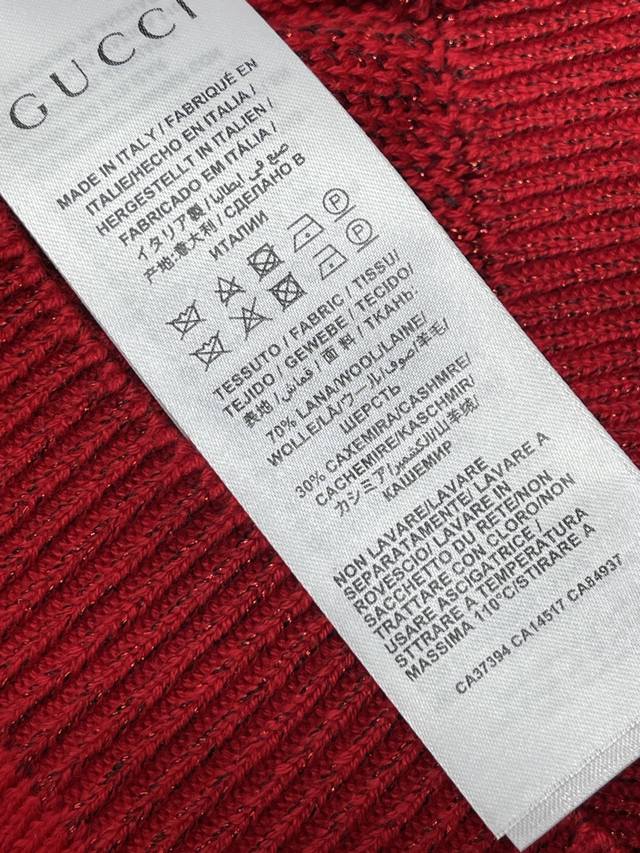 GUCCI
MADE IN ITALY / FABRIQUÉ EN
ITALIE/HECHO EN ITALIA /
HERGESTELLT IN ITALIEN /
FABRICADO EM ITÁLIA /
صنع في ايطاليا /
イタリア製 / СДЕЛАНО В
产地:意大利 / ИТАЛИИ
TESSUTO / FABRIC / TISSU/
TEJIDO / GEWEBE / TECIDO/
表地 / قماش / 面料 / ТКАНЬ:
70% LANA/WOOL/LAINE/
WOLLE/LÃ/ウール/صوف/羊毛/
ШЕРСТЬ
30% CAXEMIRA/CASHMRE/
CACHEMIRE/KASCHMIR/
カシミア/الكشمير/山羊绒/
КАШЕМИР
NON LAVARE/LAVARE
SEPARATAMENTE/ LAVARE A
ROVESCIO/ LAVARE IN
SACCHETTO DU RETE/NON
TRATTARE CON CLORO/NON
USARE ASCIGATRICE /
STTRARE A TEMPERATURA
MASSIMA 110°C/STIRARE A
CA37394 CA14517 CA84937